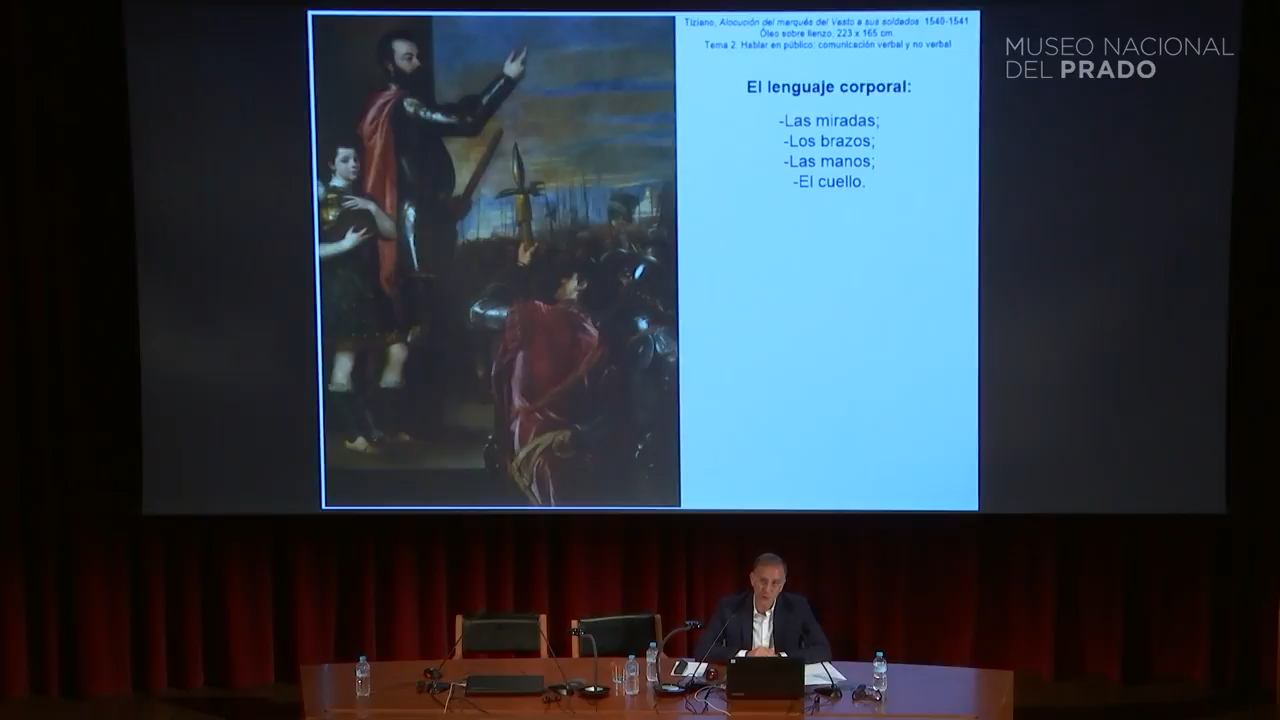 Tiziano, Alocución del marqués del Vasto a sus soldados 1540-1541
Óleo sobre lienzo, 223 x 165 cm.
Tema 2. Hablar en público: comunicación verbal y no verbal
MUSEO NACIONAL
DEL PRADO
El lenguaje corporal:
-Las miradas;
-Los brazos;
-Las manos;
-El cuello.